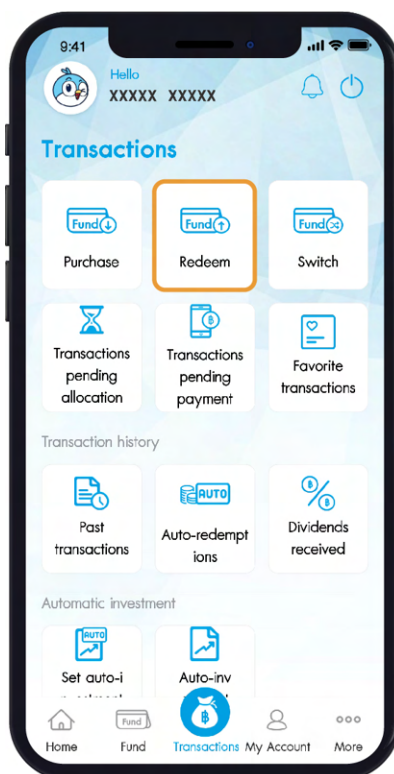 9:41
Hello
XXXXX XXXXX
Transactions
Fund
Fund
Fund
Purchase
Redeem
Switch
Transactions
pending
allocation
Transactions
pending
payment
Favorite
transactions
Transaction history
AUTO
Past
transactions
Auto-redempt
ions
Dividends
received
Automatic investment
AUTO
Set auto-i
Auto-inv
Fund
Home
Fund
Transactions
My Account
More